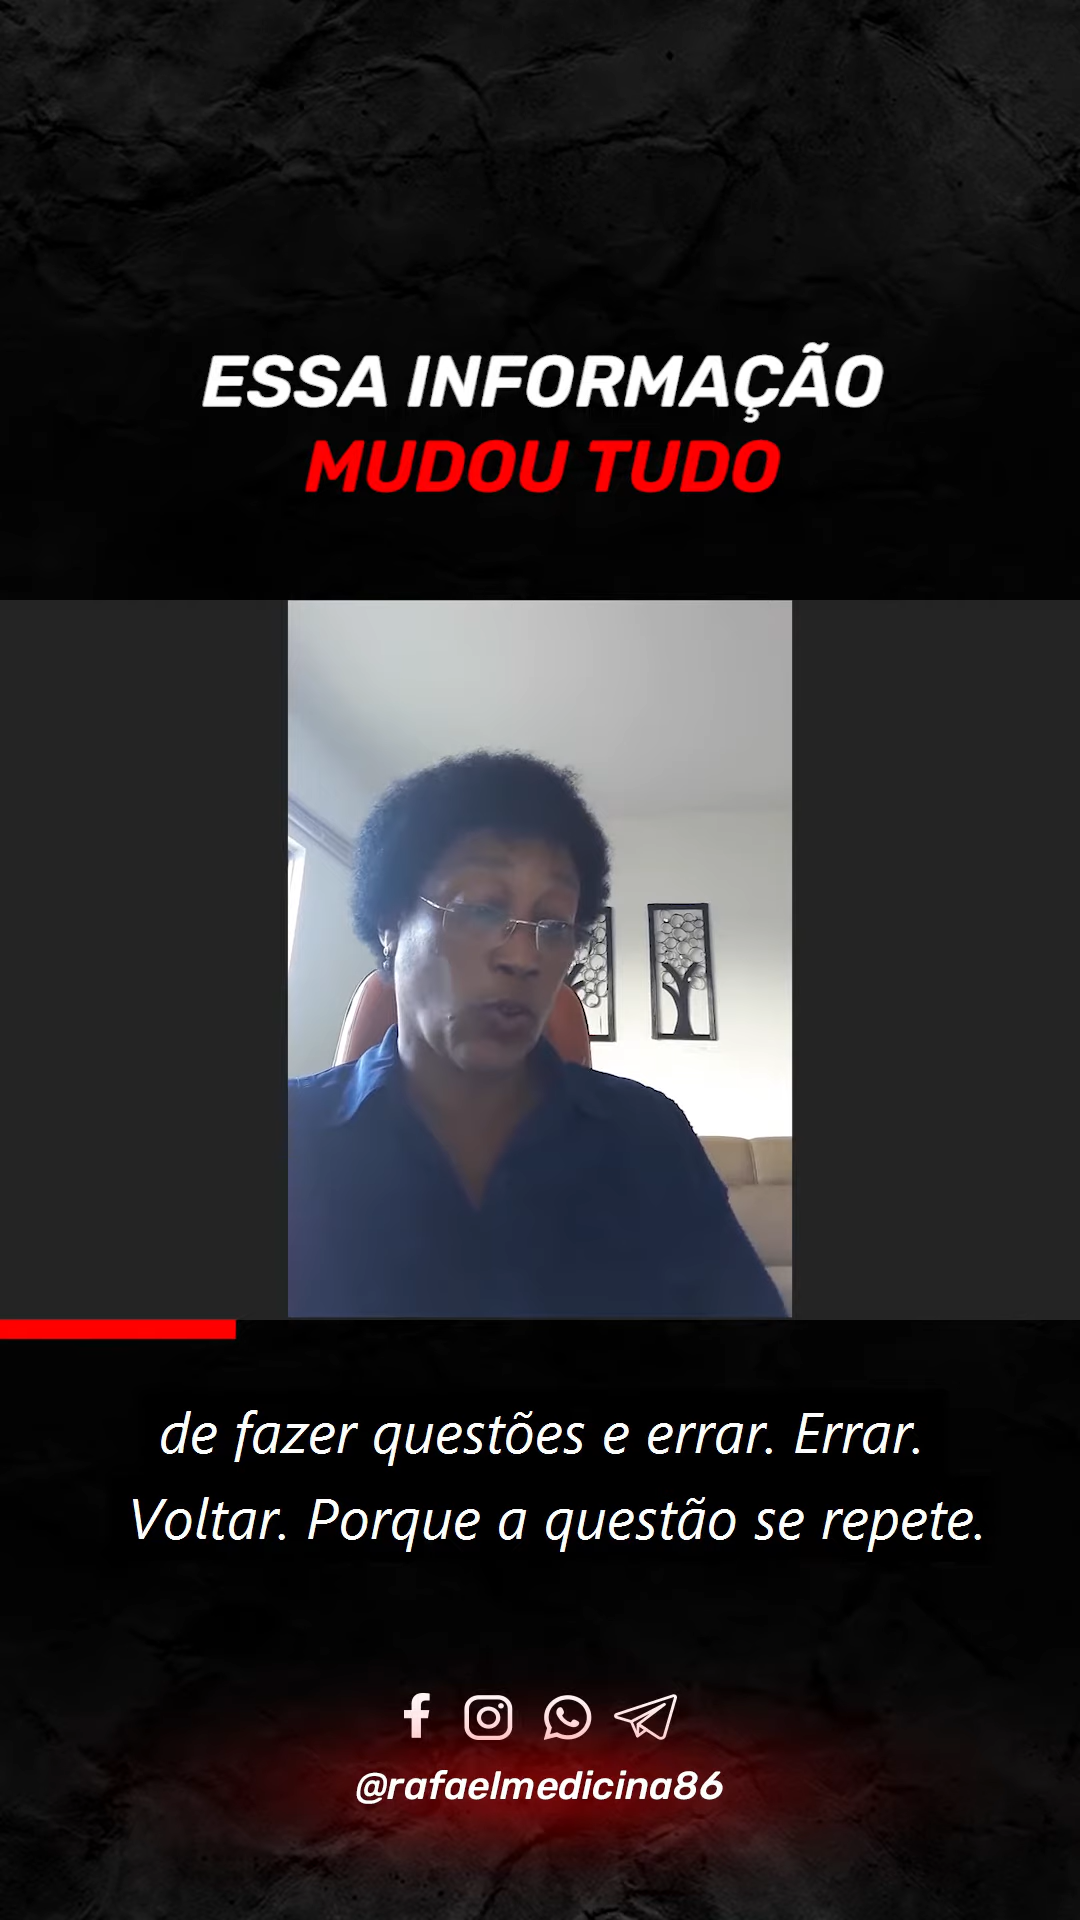 ESSA INFORMAÇÃO
MUDOU TUDO
de fazer questões e errar. Errar.
Voltar. Porque a questão se repete.
@rafaelmedicina86